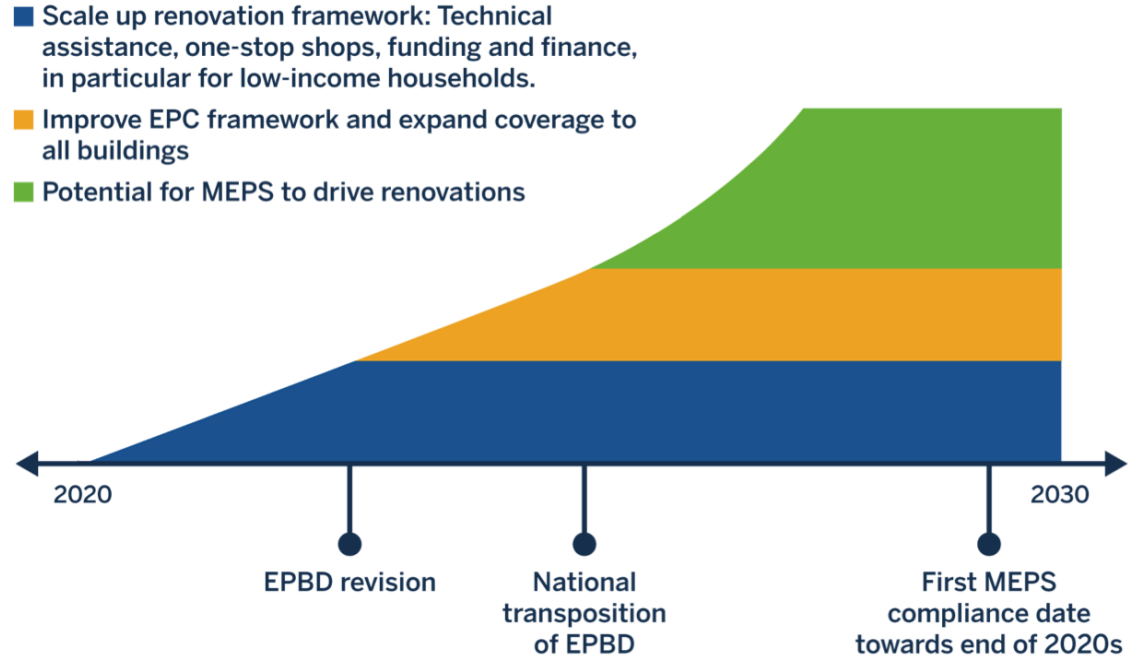 Scale up renovation framework: Technical
assistance, one-stop shops, funding and finance,
in particular for low-income households.
Improve EPC framework and expand coverage to
all buildings
Potential for MEPS to drive renovations
2020
2030
EPBD revision
National
transposition
of EPBD
First MEPS
compliance date
towards end of 2020s